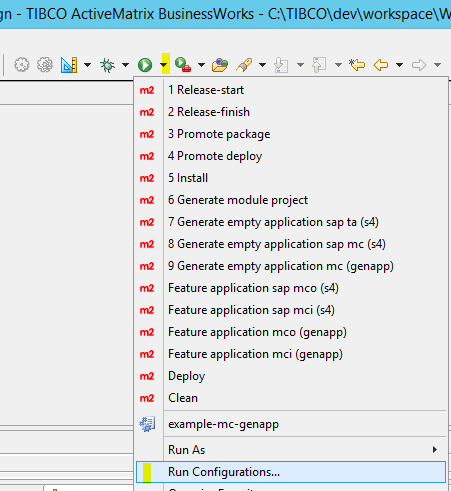 gn - TIBCO ActiveMatrix BusinessWorks - C:\TIBCO\dev\workspace\W
m2 1 Release-start
m2 2 Release-finish
m2 3 Promote package
m2 4 Promote deploy
m2 5 Install
m2 6 Generate module project
m2 7 Generate empty application sap ta (s4)
m2 8 Generate empty application sap mc (s4)
m2 9 Generate empty application mc (genapp)
m2 Feature application sap mco (s4)
m2 Feature application sap mci (s4)
m2 Feature application mco (genapp)
m2 Feature application mci (genapp)
m2 Deploy
m2 Clean
example-mc-genapp
Run As
Run Configurations...